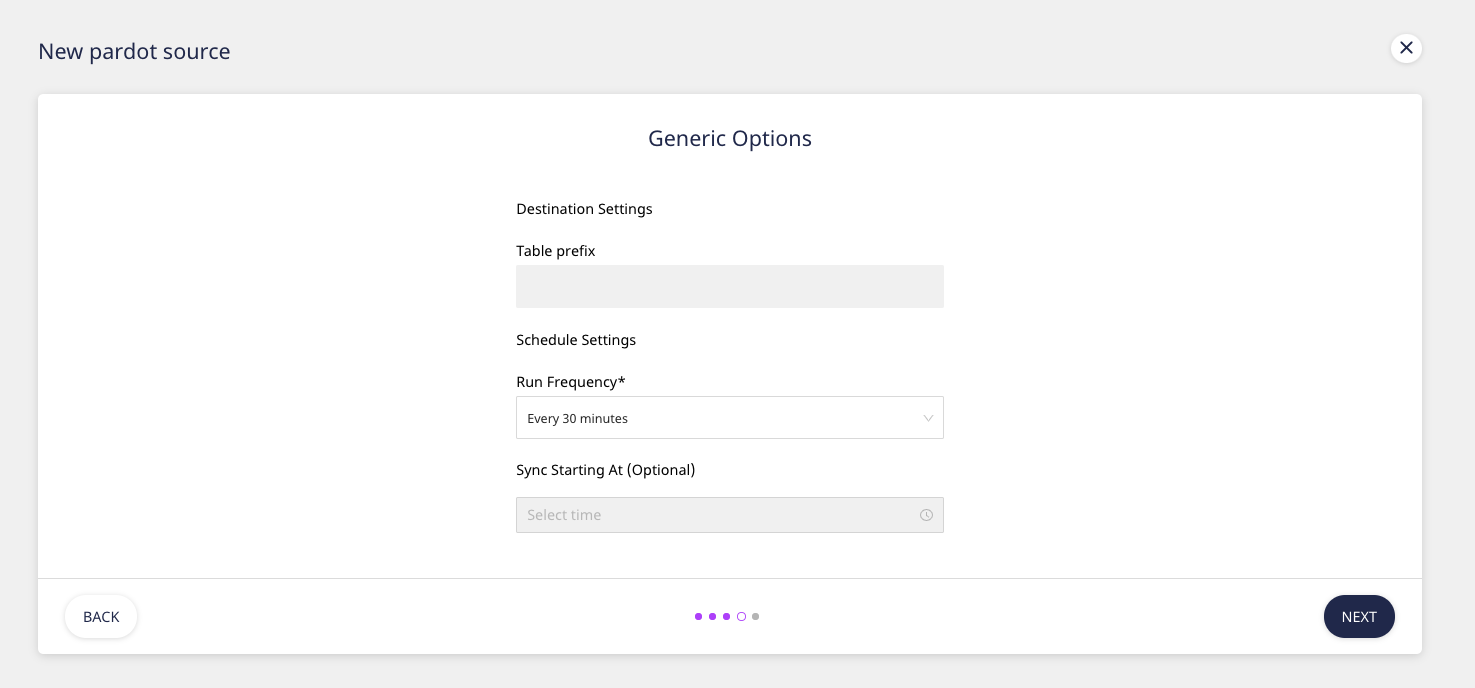 New pardot source
Generic Options
Destination Settings
Table prefix
Schedule Settings
Run Frequency*
Every 30 minutes
Sync Starting At (Optional)
Select time
BACK
NEXT